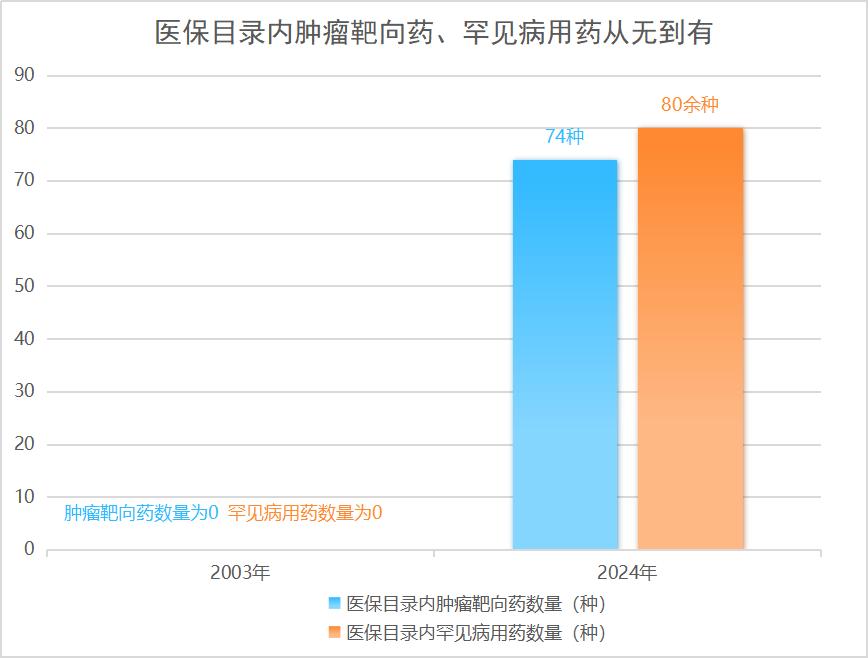 医保目录内肿瘤靶向药、罕见病用药从无到有
90
80余种
80
74种
70
60
50
40
30
20
10
肿瘤靶向药数量为0 罕见病用药数量为0
0
2003年 2024年
医保目录内肿瘤靶向药数量（种）
医保目录内罕见病用药数量（种）